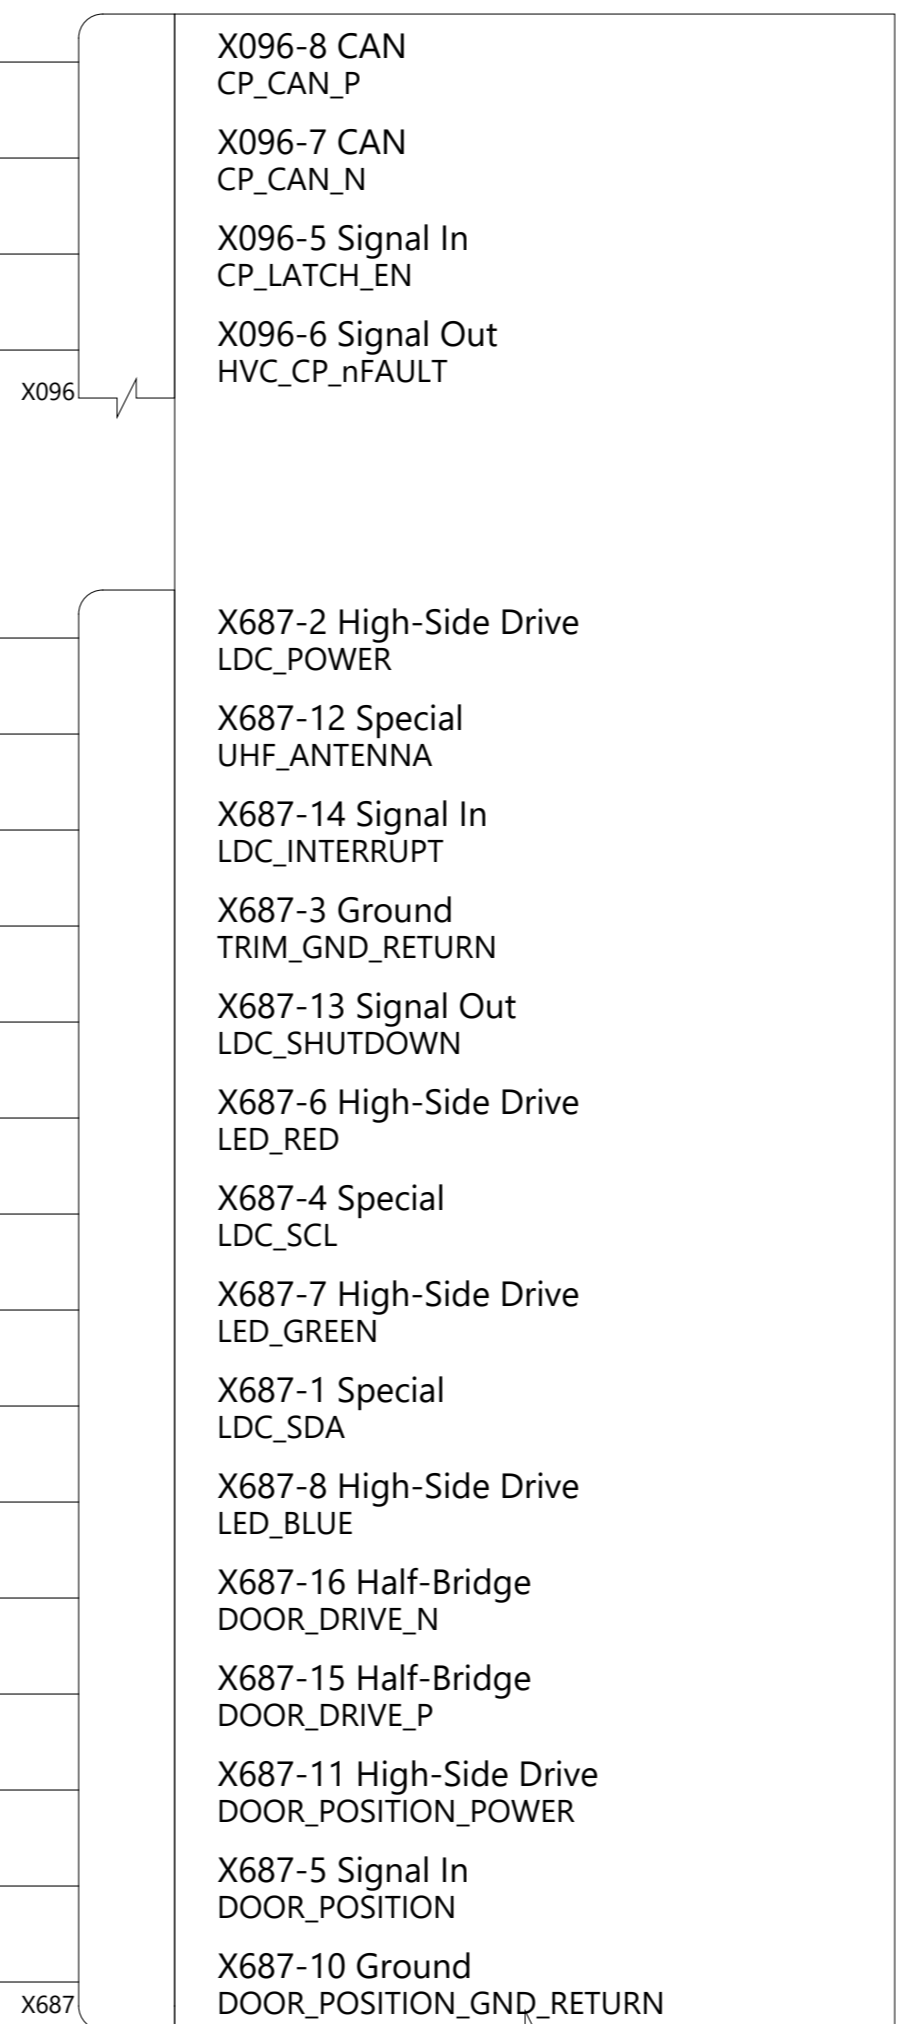 X096-8 CAN
CP_CAN_P
X096-7 CAN
CP_CAN_N
X096-5 Signal In
CP_LATCH_EN
X096-6 Signal Out
HVC_CP_nFAULT
X096
X687-2 High-Side Drive
LDC_POWER
X687-12 Special
UHF_ANTENNA
X687-14 Signal In
LDC_INTERRUPT
X687-3 Ground
TRIM_GND_RETURN
X687-13 Signal Out
LDC_SHUTDOWN
X687-6 High-Side Drive
LED_RED
X687-4 Special
LDC_SCL
X687-7 High-Side Drive
LED_GREEN
X687-1 Special
LDC_SDA
X687-8 High-Side Drive
LED_BLUE
X687-16 Half-Bridge
DOOR_DRIVE_N
X687-15 Half-Bridge
DOOR_DRIVE_P
X687-11 High-Side Drive
DOOR_POSITION_POWER
X687-5 Signal In
DOOR_POSITION
X687-10 Ground
DOOR_POSITION_GND_RETURN
X687